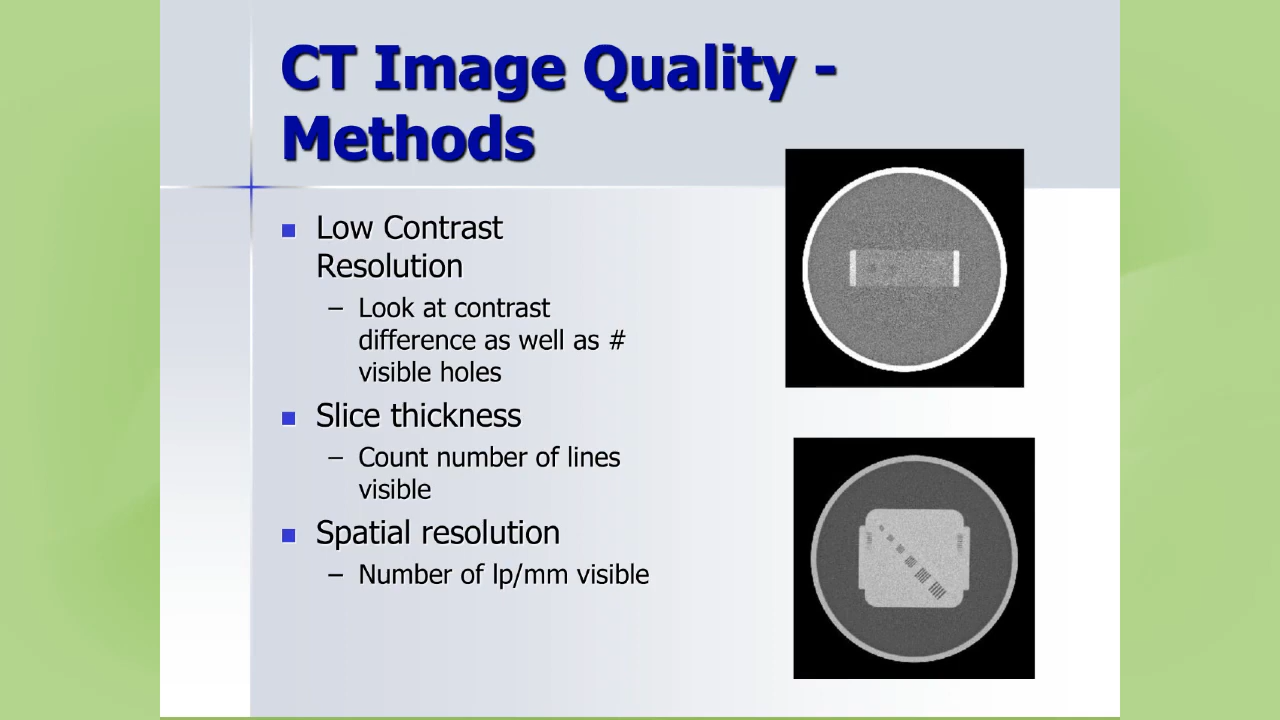 CT Image Quality -
Methods
Low Contrast
Resolution
– Look at contrast
difference as well as #
visible holes
Slice thickness
– Count number of lines
visible
Spatial resolution
– Number of lp/mm visible